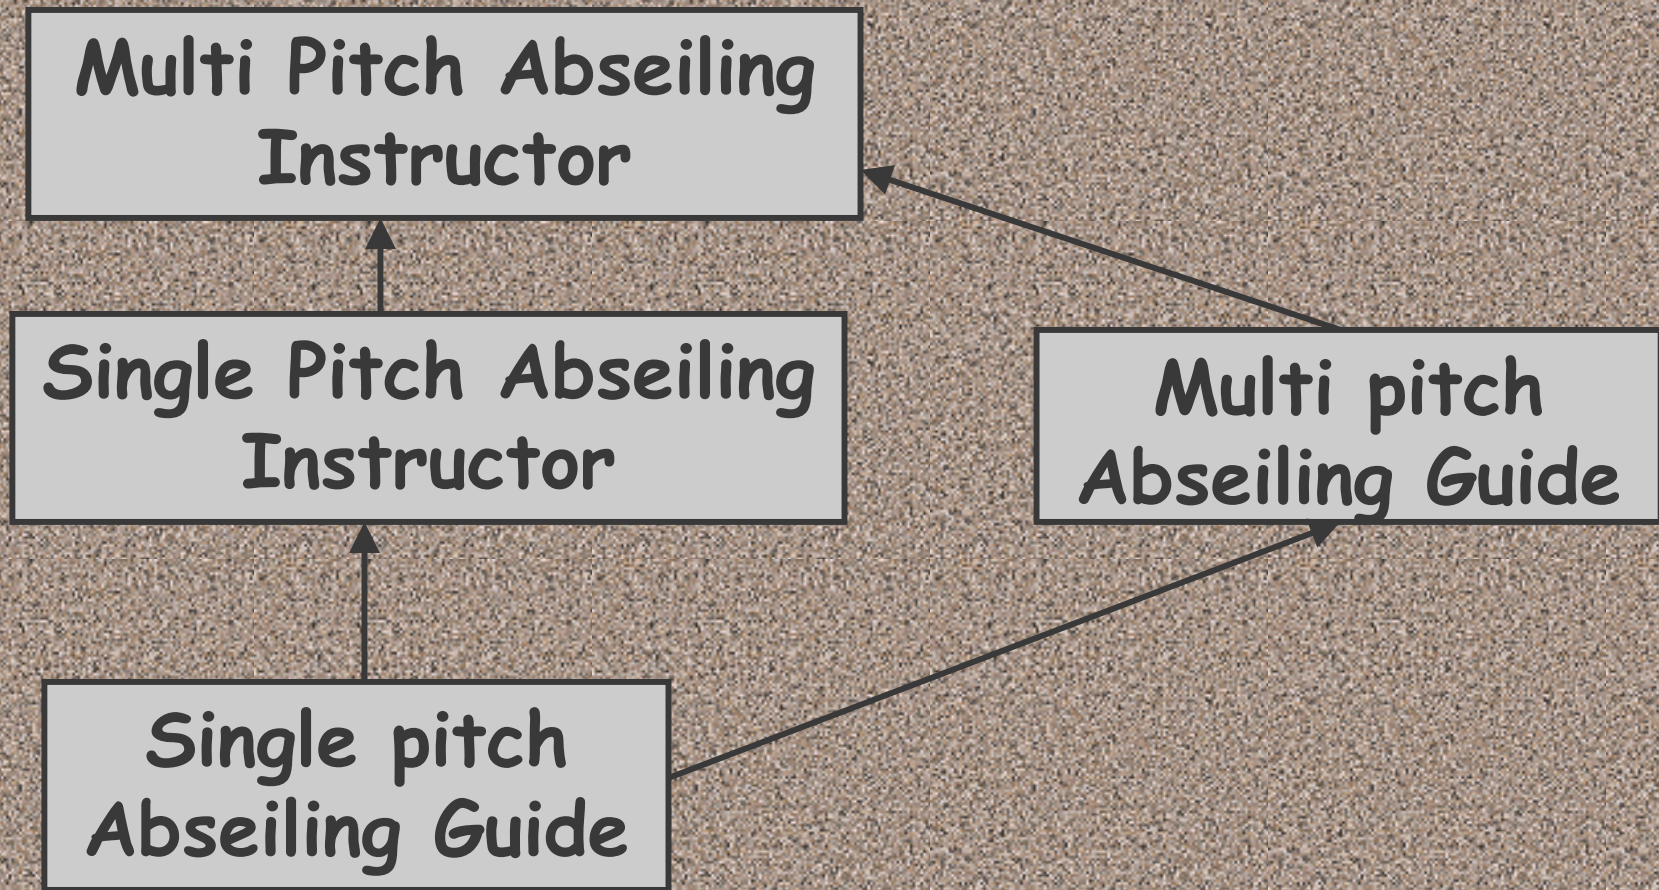 Multi Pitch Abseiling
Instructor
Single Pitch Abseiling
Instructor
Multi pitch
Abseiling Guide
Single pitch
Abseiling Guide